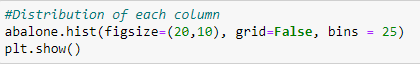 #Distribution of each column
abalone.hist(figsize=(20,10), grid=False, bins = 25)
plt.show()